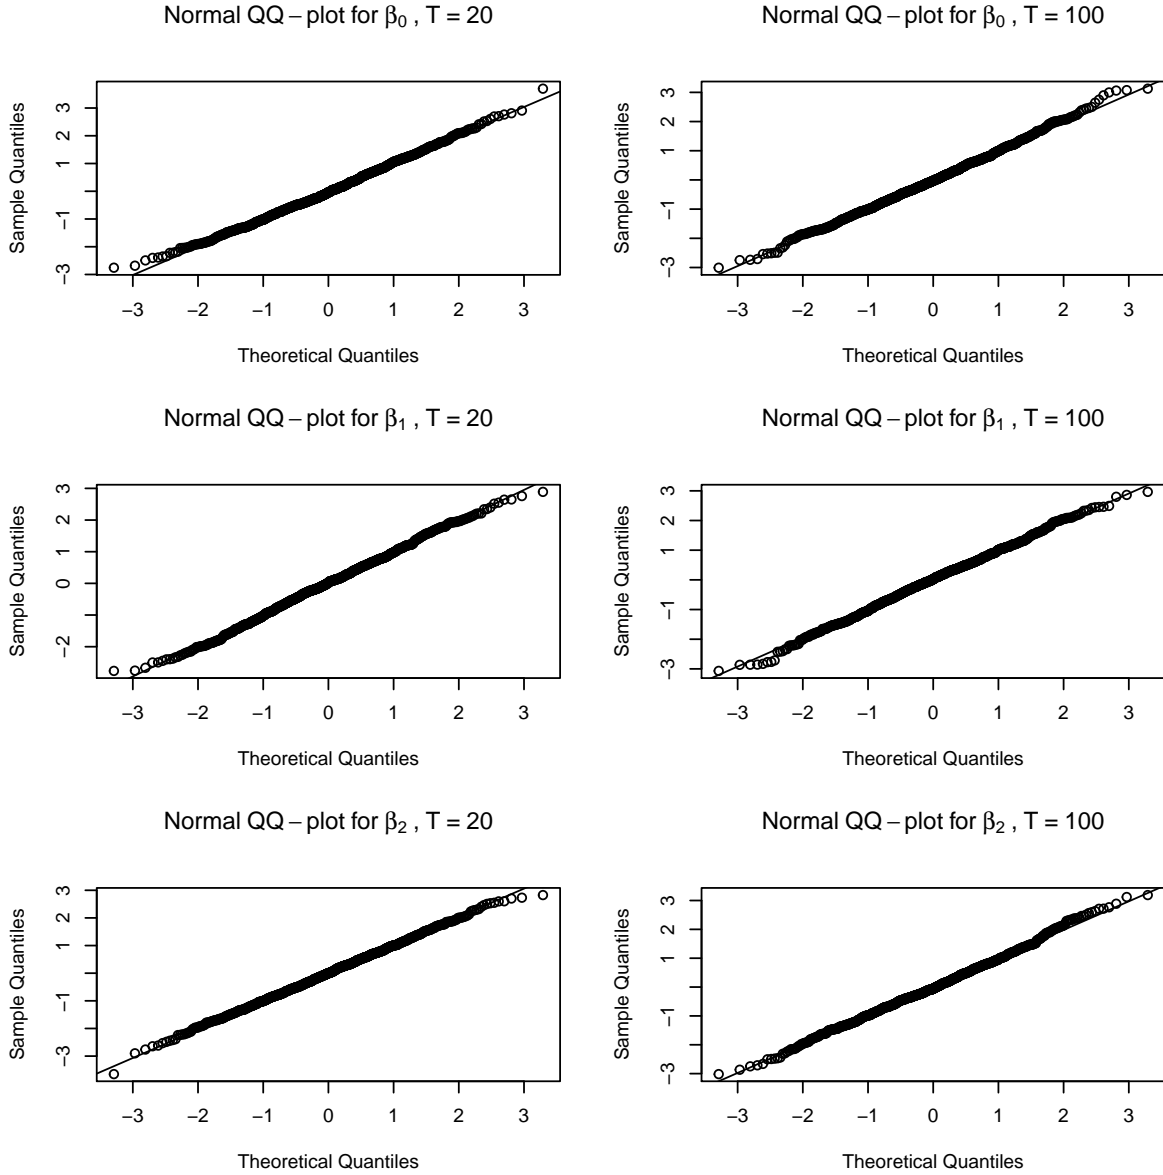 Normal QQ – plot for β₀ , T = 20
Sample Quantiles
3
2
1
−1
−3
−3 −2 −1 0 1 2 3
Theoretical Quantiles
Normal QQ – plot for β₀ , T = 100
Sample Quantiles
3
2
1
−1
−3
−3 −2 −1 0 1 2 3
Theoretical Quantiles
Normal QQ – plot for β₁ , T = 20
Sample Quantiles
3
2
1
0
−2
−3 −2 −1 0 1 2 3
Theoretical Quantiles
Normal QQ – plot for β₁ , T = 100
Sample Quantiles
3
2
1
−1
−3
−3 −2 −1 0 1 2 3
Theoretical Quantiles
Normal QQ – plot for β₂ , T = 20
Sample Quantiles
3
2
1
−1
−3
−3 −2 −1 0 1 2 3
Theoretical Quantiles
Normal QQ – plot for β₂ , T = 100
Sample Quantiles
3
2
1
−1
−3
−3 −2 −1 0 1 2 3
Theoretical Quantiles